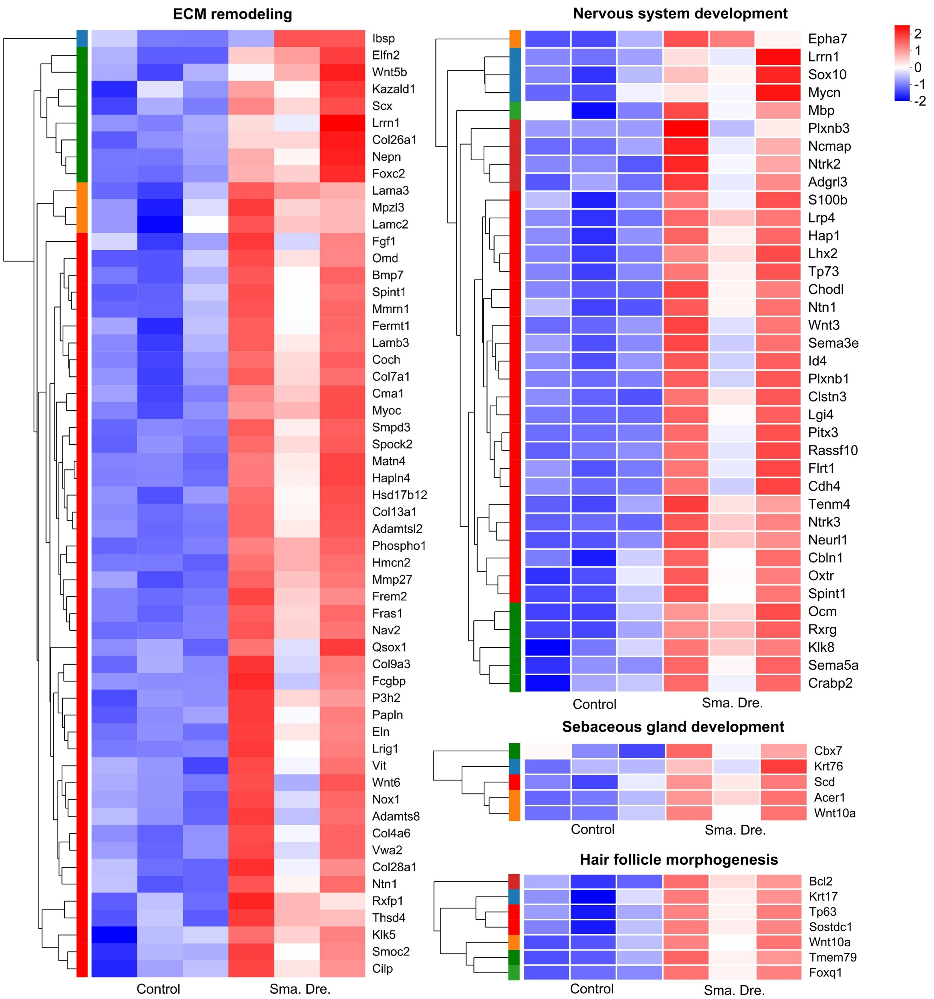 ECM remodeling
Ibsp
Elfn2
Wnt5b
Kazald1
Scx
Lrrn1
Col26a1
Nepn
Foxc2
Lama3
Mpzl3
Lamc2
Fgf1
Omd
Bmp7
Spint1
Mmrn1
Fermt1
Lamb3
Coch
Col7a1
Cma1
Myoc
Smpd3
Spock2
Matn4
Hapln4
Hsd17b12
Col13a1
Adamtsl2
Phospho1
Hmcn2
Mmp27
Frem2
Fras1
Nav2
Qsox1
Col9a3
Fcgbp
P3h2
Papln
Eln
Lrig1
Vit
Wnt6
Nox1
Adamts8
Col4a6
Vwa2
Col28a1
Ntn1
Rxfp1
Thsd4
Klk5
Smoc2
Cilp
Control Sma. Dre.
Nervous system development
Epha7
Lrrn1
Sox10
Mycn
Mbp
Plxnb3
Ncmap
Ntrk2
Adgrl3
S100b
Lrp4
Hap1
Lhx2
Tp73
Chodl
Ntn1
Wnt3
Sema3e
Id4
Plxnb1
Clstn3
Lgi4
Pitx3
Rassf10
Flrt1
Cdh4
Tenm4
Ntrk3
Neurl1
Cbln1
Oxtr
Spint1
Ocm
Rxrg
Klk8
Sema5a
Crabp2
Control Sma. Dre.
2
1
0
-1
-2
Sebaceous gland development
Cbx7
Krt76
Scd
Acer1
Wnt10a
Control Sma. Dre.
Hair follicle morphogenesis
Bcl2
Krt17
Tp63
Sostdc1
Wnt10a
Tmem79
Foxq1
Control Sma. Dre.